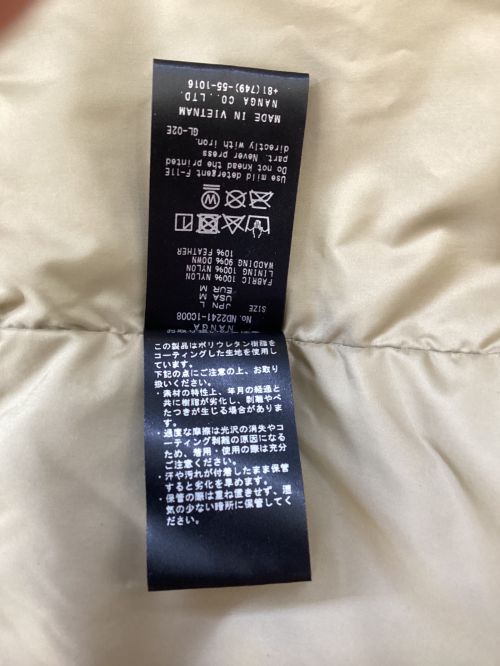 NANGA
No. ND2241-1C008
SIZE
JPN L
USA M
EUR M
FABRIC 100% NYLON
LINING 100% NYLON
WADDING 90% DOWN
10% FEATHER
W
Use mild detergent F-11E
Do not knead the printed
part. Never press
directly with iron.
GL-02E
MADE IN VIETNAM
NANGA CO., LTD.
+81(749)-55-1016
この製品はポリウレタン樹脂を
コーティングした生地を使用し
ています。
下記の点にご注意の上、お取り
扱いください。
・素材の特性上、年月の経過と
共に樹脂が劣化し、剥離やべ
たつきが生じる場合がありま
す。
・過度な摩擦は光沢の消失やコ
ーティング剥離の原因になる
ため、着用・使用の際は充分
ご注意ください。
・汗や汚れが付着したまま保管
すると劣化を早めます。
・保管の際は重ね置きせず、湿
気の少ない暗所に保管してく
ださい。